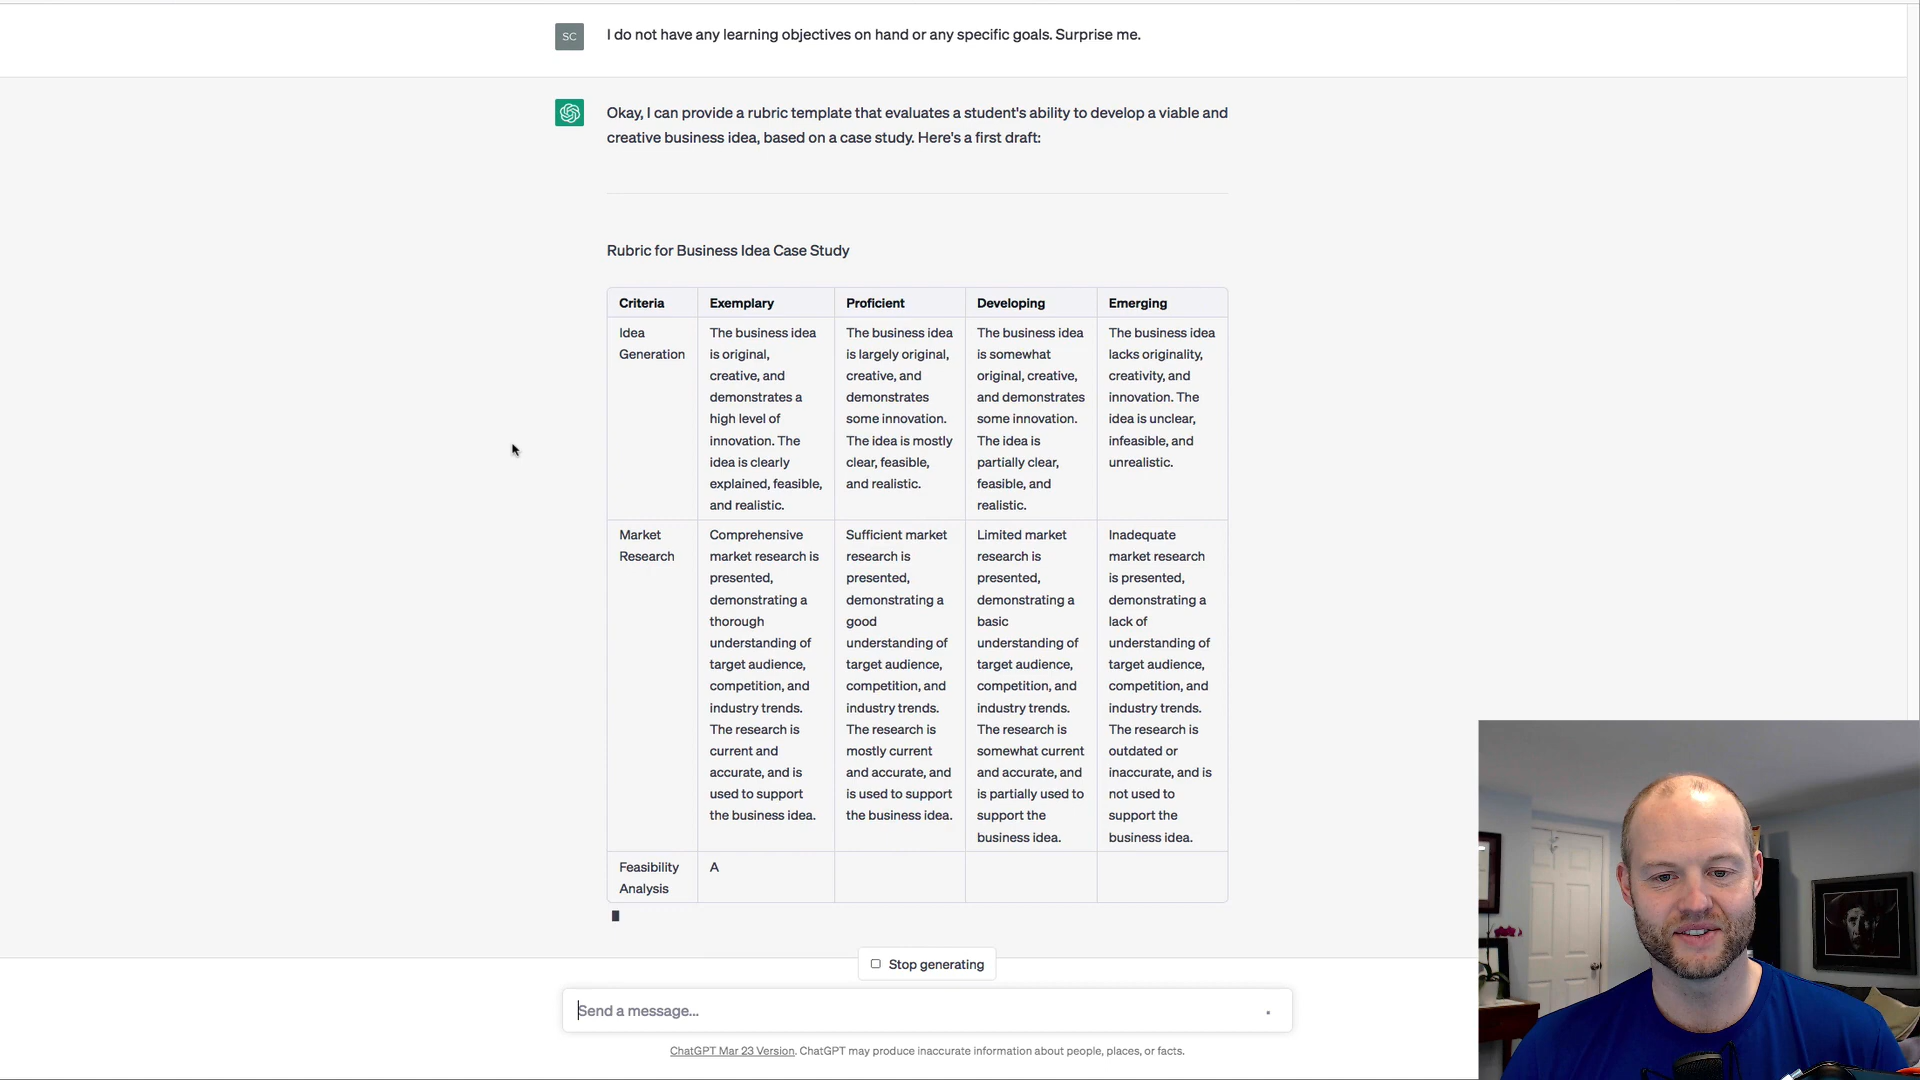 SC
I do not have any learning objectives on hand or any specific goals. Surprise me.
Okay, I can provide a rubric template that evaluates a student's ability to develop a viable and
creative business idea, based on a case study. Here's a first draft:
Rubric for Business Idea Case Study
Criteria
Exemplary
Proficient
Developing
Emerging
Idea
Generation
The business idea
is original,
creative, and
demonstrates a
high level of
innovation. The
idea is clearly
explained, feasible,
and realistic.
The business idea
is largely original,
creative, and
demonstrates
some innovation.
The idea is mostly
clear, feasible,
and realistic.
The business idea
is somewhat
original, creative,
and demonstrates
some innovation.
The idea is
partially clear,
feasible, and
realistic.
The business idea
lacks originality,
creativity, and
innovation. The
idea is unclear,
infeasible, and
unrealistic.
Market
Research
Comprehensive
market research is
presented,
demonstrating a
thorough
understanding of
target audience,
competition, and
industry trends.
The research is
current and
accurate, and is
used to support
the business idea.
Sufficient market
research is
presented,
demonstrating a
good
understanding of
target audience,
competition, and
industry trends.
The research is
mostly current
and accurate, and
is used to support
the business idea.
Limited market
research is
presented,
demonstrating a
basic
understanding of
target audience,
competition, and
industry trends.
The research is
somewhat current
and accurate, and
is partially used to
support the
business idea.
Inadequate
market research
is presented,
demonstrating a
lack of
understanding of
target audience,
competition, and
industry trends.
The research is
outdated or
inaccurate, and is
not used to
support the
business idea.
Feasibility
Analysis
A
Stop generating
Send a message...
ChatGPT Mar 23 Version. ChatGPT may produce inaccurate information about people, places, or facts.